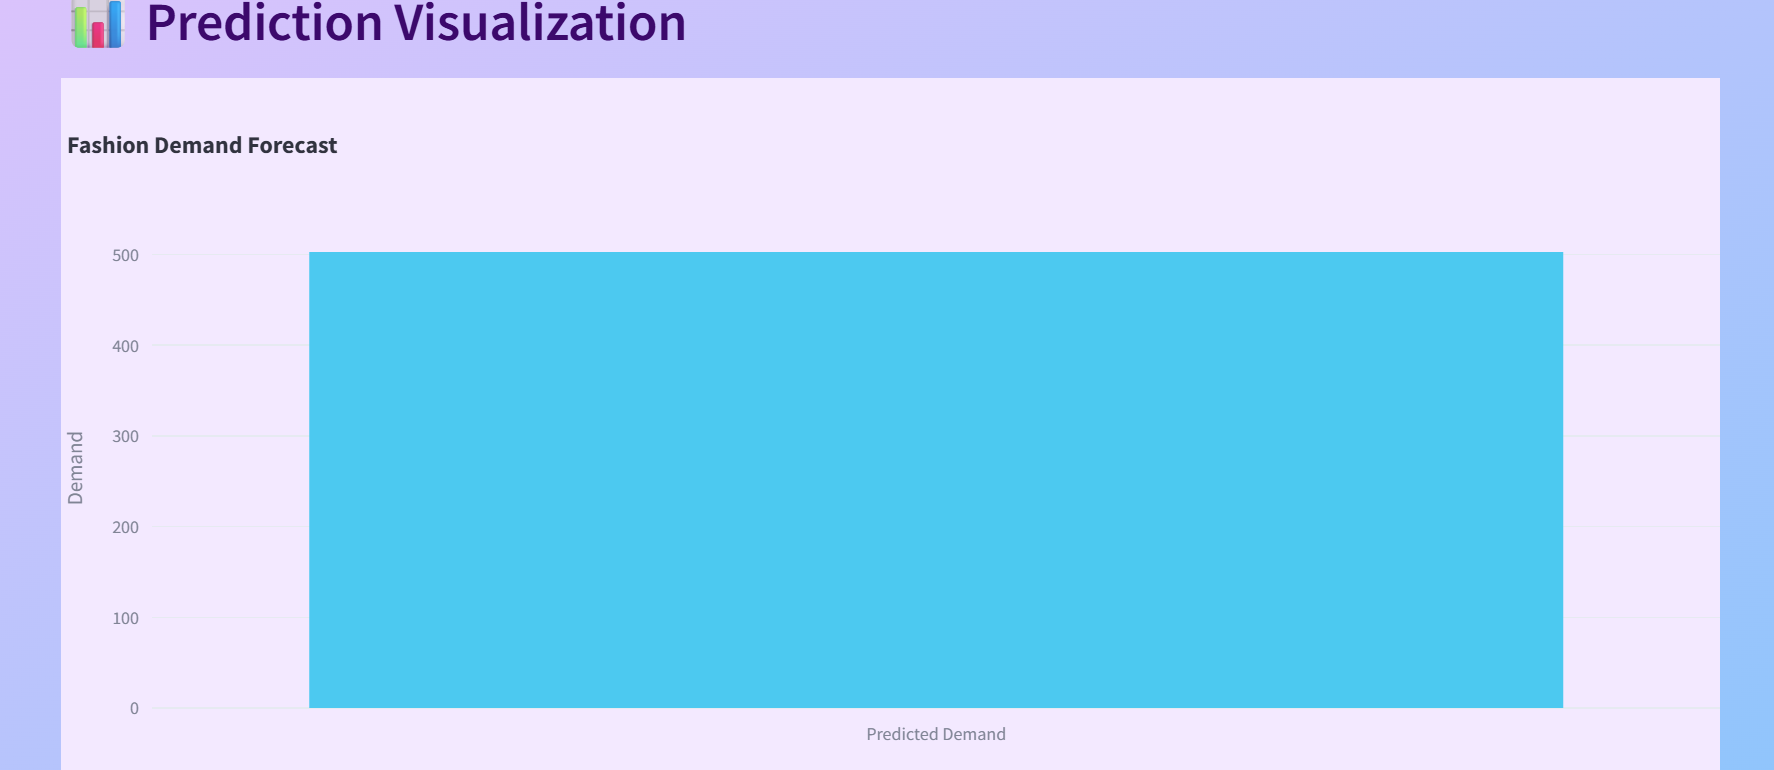 Prediction Visualization
Fashion Demand Forecast
500
400
300
200
100
0
Demand
Predicted Demand